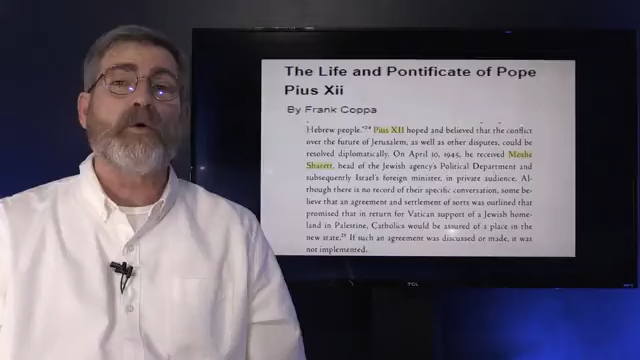 The Life and Pontificate of Pope
Pius Xii
By Frank Coppa
Hebrew people."24 Pius XII hoped and believed that the conflict
over the future of Jerusalem, as well as other disputes, could be
resolved diplomatically. On April 10, 1945, he received Moshe
Sharett, head of the Jewish agency's Political Department and
subsequently Israel's foreign minister, in private audience. Al-
though there is no record of their specific conversation, some be-
lieve that an agreement and settlement of sorts was outlined that
promised that in return for Vatican support of a Jewish home-
land in Palestine, Catholics would be assured of a place in the
new state. If such an agreement was discussed or made, it was
not implemented.
TCL